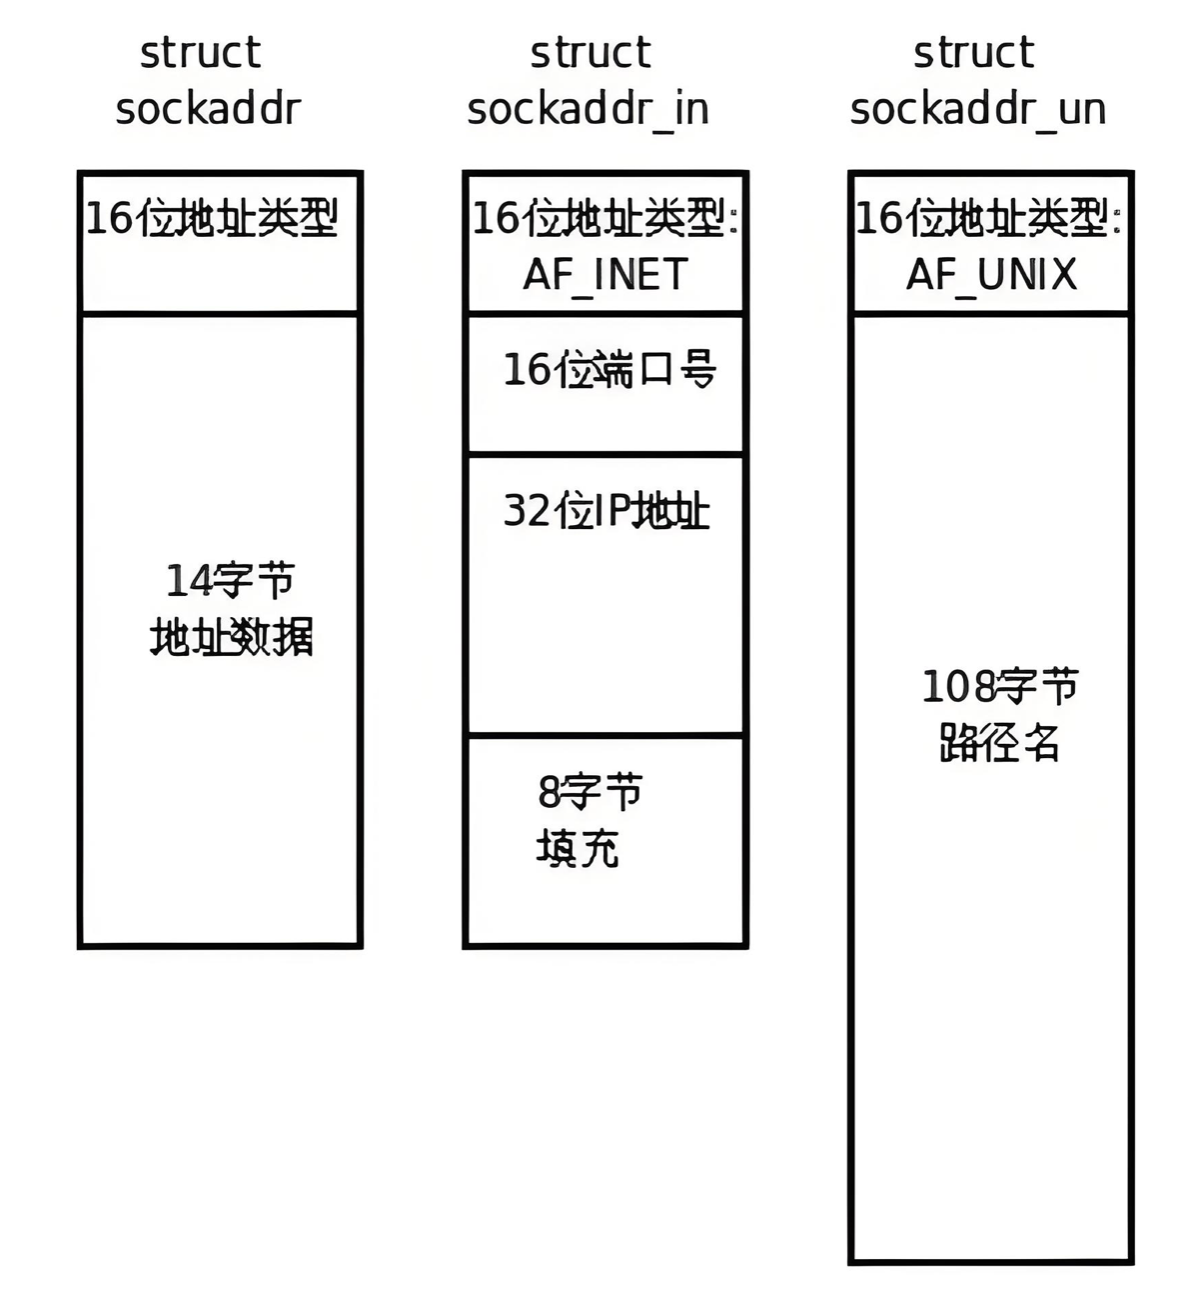 struct
sockaddr
16位地址类型
14字节
地址数据
struct
sockaddr_in
16位地址类型:
AF_INET
16位端口号
32位IP地址
8字节
填充
struct
sockaddr_un
16位地址类型:
AF_UNIX
108字节
路径名